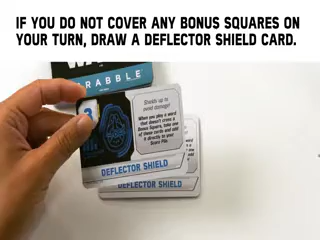 IF YOU DO NOT COVER ANY BONUS SQUARES ON
YOUR TURN, DRAW A DEFLECTOR SHIELD CARD.
RABBLE
3
Shields up to
avoid damage!
When you play a word
that doesn't cross a
Bonus Square, take one
of these cards and add
it directly to your
Score Pile.
DEFLECTOR SHIELD
DEFLECTOR SHIELD